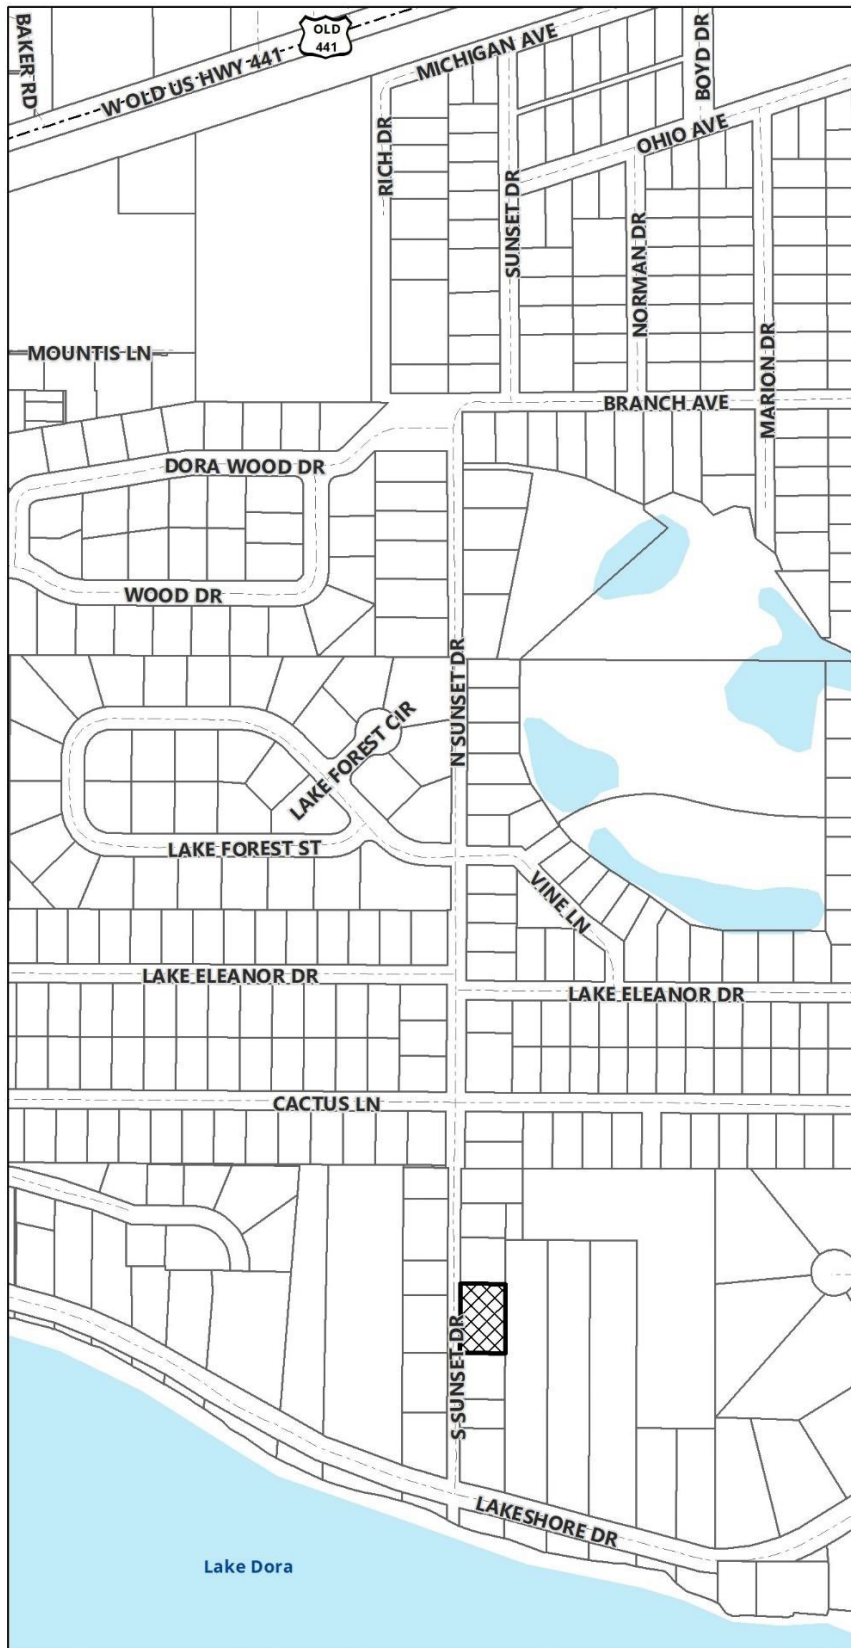 BAKER RD
W OLD US HWY 441
OLD
441
MICHIGAN AVE
BOYD DR
RICH DR
OHIO AVE
SUNSET DR
NORMAN DR
MARION DR
MOUNTIS LN
BRANCH AVE
DORA WOOD DR
WOOD DR
N SUNSET DR
LAKE FOREST CIR
LAKE FOREST ST
VINE LN
LAKE ELEANOR DR
LAKE ELEANOR DR
CACTUS LN
S SUNSET DR
LAKESHORE DR
Lake Dora